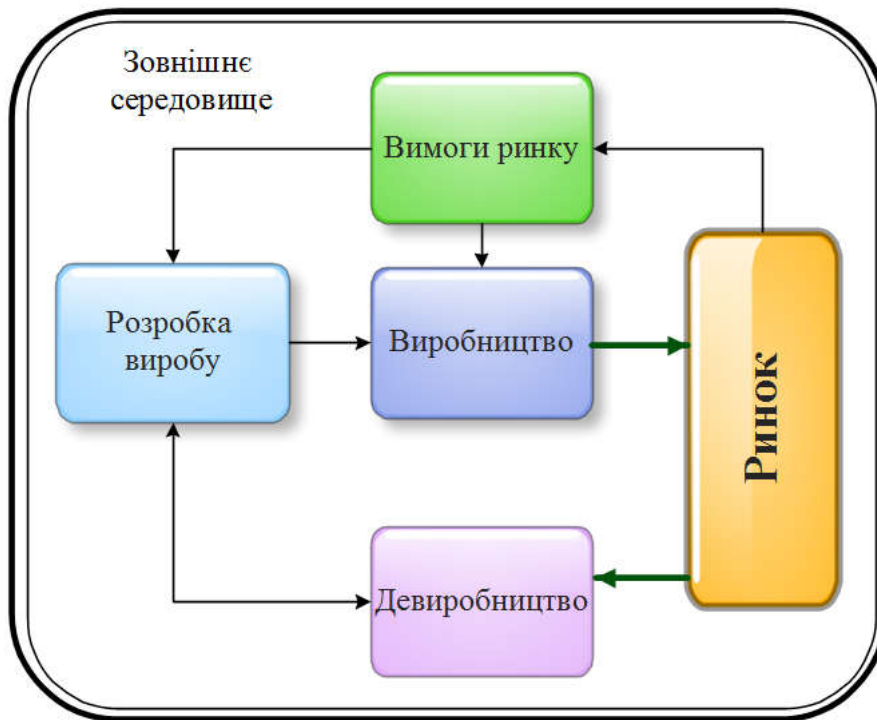 Зовнішнє
середовище
Вимоги ринку
Розробка
виробу
Виробництво
Ринок
Девиробництво